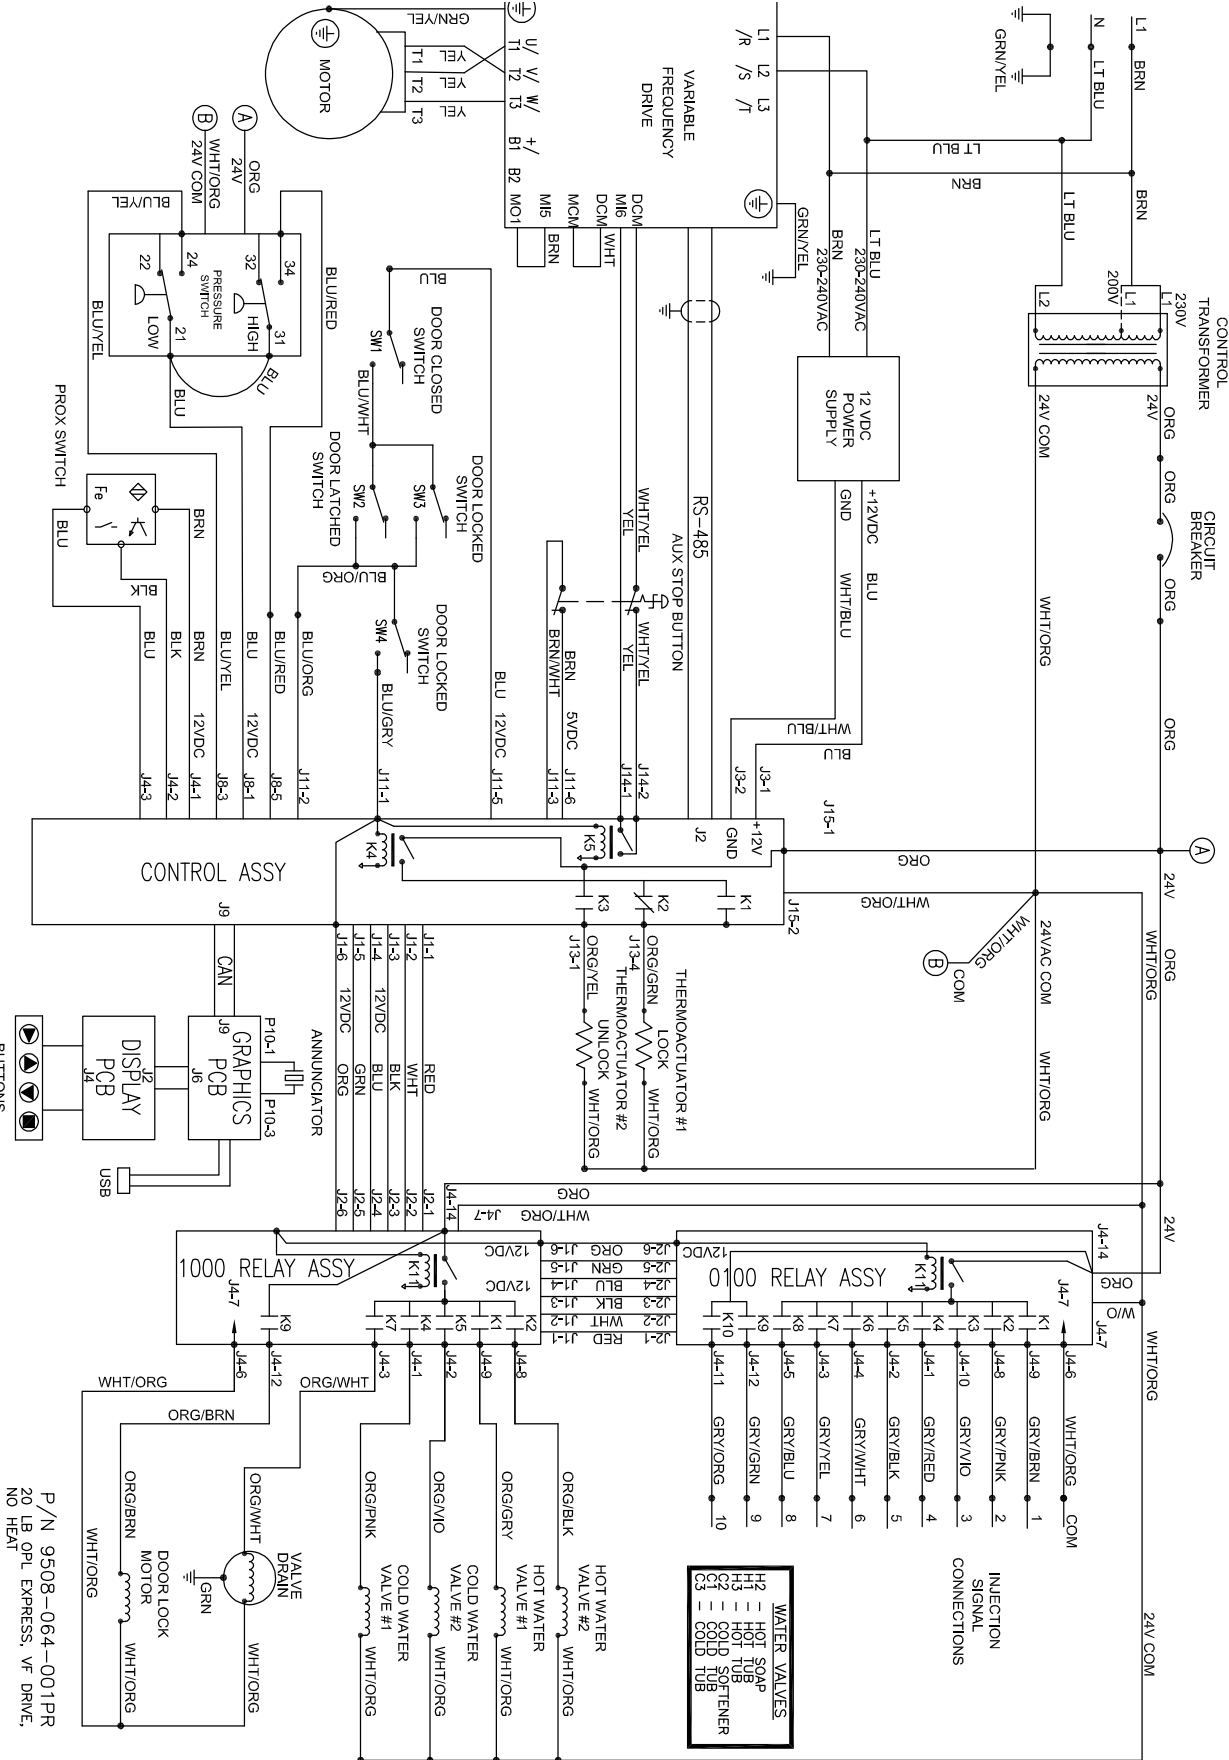 L1
BRN
BRN
N
LT BLU
LT BLU
LT BLU
BRN
GRN/YEL
CONTROL
TRANSFORMER
230V
L1
L1
200V
L2
24V
24V COM
ORG
ORG
CIRCUIT
BREAKER
ORG
ORG
WHT/ORG
A
24V
ORG
WHT/ORG
24VAC COM
WHT/ORG
WHT/ORG
B
COM
WHT/ORG
ORG
J15-1
J15-2
VARIABLE
FREQUENCY
DRIVE
L1
/R
L2
/S
L3
/T
GRN/YEL
U/
T1
V/
T2
W/
T3
+/
B1
B2
MO1
MI5
MCM
DCM
MI6
DCM
BRN
WHT
GRN/YEL
LT BLU
230-240VAC
BRN
230-240VAC
12 VDC
POWER
SUPPLY
+12VDC
GND
BLU
WHT/BLU
WHT/BLU
BLU
J3-1
J3-2
MOTOR
T1
T2
T3
YEL
YEL
YEL
A
B
ORG
24V
WHT/ORG
24V COM
BLU/YEL
BLU/RED
34
32
24
22
PRESSURE
SWITCH
HIGH
31
LOW
21
BLU
BLU
BLU/YEL
PROX SWITCH
Fe
BRN
BLU
BLK
BLU
DOOR CLOSED
SWITCH
SW1
BLU/WHT
DOOR LOCKED
SWITCH
SW3
SW2
DOOR LATCHED
SWITCH
BLU/ORG
DOOR LOCKED
SWITCH
SW4
RS-485
AUX STOP BUTTON
WHT/YEL
YEL
WHT/YEL
YEL
BRN
BRN/WHT
5VDC
BLU
12VDC
BLU/GRY
BLU/ORG
BLU/RED
BLU
12VDC
BLU/YEL
BRN
12VDC
BLK
BLU
J14-2
J14-1
J11-6
J11-3
J11-5
J11-1
J11-2
J8-5
J8-1
J8-3
J4-1
J4-2
J4-3
CONTROL ASSY
+12V
GND
J2
K5
K4
K1
K2
K3
J9
J13-4
ORG/GRN
J13-1
ORG/YEL
THERMOACTUATOR #1
LOCK
WHT/ORG
THERMOACTUATOR #2
UNLOCK
WHT/ORG
J1-1
J1-2
J1-3
J1-4
J1-5
J1-6
12VDC
12VDC
RED
WHT
BLK
BLU
GRN
ORG
J2-1
J2-2
J2-3
J2-4
J2-5
J2-6
CAN
J9
GRAPHICS
PCB
J6
P10-1
P10-3
ANNUNCIATOR
USB
J2
DISPLAY
PCB
J4
J4-14
J4-7
ORG
WHT/ORG
1000 RELAY ASSY
12VDC
12VDC
K11
J4-7
K9
K7
K4
K5
K1
K2
J1-6
ORG
J2-6
J1-5
GRN
J2-5
J1-4
BLU
J2-4
J1-3
BLK
J2-3
J1-2
WHT
J2-2
J1-1
RED
J2-1
0100 RELAY ASSY
12VDC
K11
24V
J4-14
ORG
W/O
J4-7
J4-7
K1
K2
K3
K4
K5
K6
K7
K8
K9
K10
WHT/ORG
24V COM
J4-6
WHT/ORG
COM
J4-9
GRY/BRN
1
J4-8
GRY/PNK
2
J4-10
GRY/VIO
3
J4-1
GRY/RED
4
J4-2
GRY/BLK
5
J4-4
GRY/WHT
6
J4-3
GRY/YEL
7
J4-5
GRY/BLU
8
J4-12
GRY/GRN
9
J4-11
GRY/ORG
10
INJECTION
SIGNAL
CONNECTIONS
WATER VALVES
H2 - HOT SOAP
H1 - HOT TUB
H3 - HOT TUB
C2 - COLD SOFTENER
C1 - COLD TUB
C3 - COLD TUB
J4-8
J4-9
J4-2
J4-1
J4-3
J4-12
J4-6
ORG/WHT
ORG/BRN
WHT/ORG
ORG/BLK
HOT WATER
VALVE #2
WHT/ORG
ORG/GRY
HOT WATER
VALVE #1
WHT/ORG
ORG/VIO
COLD WATER
VALVE #2
WHT/ORG
ORG/PNK
COLD WATER
VALVE #1
WHT/ORG
ORG/WHT
VALVE
DRAIN
GRN
WHT/ORG
ORG/BRN
DOOR LOCK
MOTOR
WHT/ORG
WHT/ORG
P/N 9508-064-001PR
20 LB OPL EXPRESS, VF DRIVE,
NO HEAT